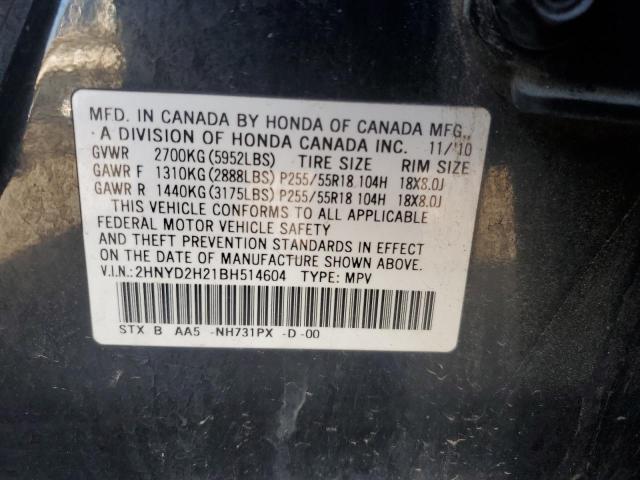 MFD. IN CANADA BY HONDA OF CANADA MFG.,
A DIVISION OF HONDA CANADA INC. 11/'10
GVWR 2700KG(5952LBS) TIRE SIZE RIM SIZE
GAWR F 1310KG(2888LBS) P255/55R18 104H 18X8.0J
GAWR R 1440KG(3175LBS) P255/55R18 104H 18X8.0J
THIS VEHICLE CONFORMS TO ALL APPLICABLE
FEDERAL MOTOR VEHICLE SAFETY
AND THEFT PREVENTION STANDARDS IN EFFECT
ON THE DATE OF MANUFACTURE SHOWN ABOVE.
V.I.N.: 2HNYD2H21BH514604 TYPE: MPV
STX B AA5 -NH731PX -D-00